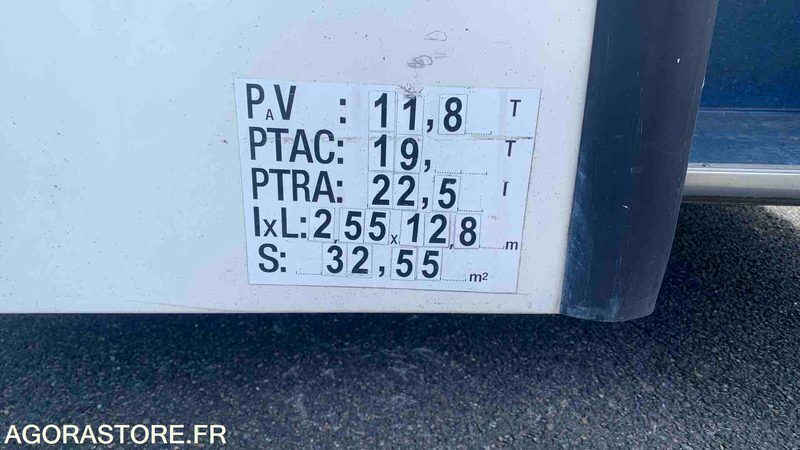 PAV : 11,8 T
PTAC: 19, T
PTRA: 22,5 T
IxL: 2,55 x 12,8 m
S: 32,55 m²
AGORASTORE.FR